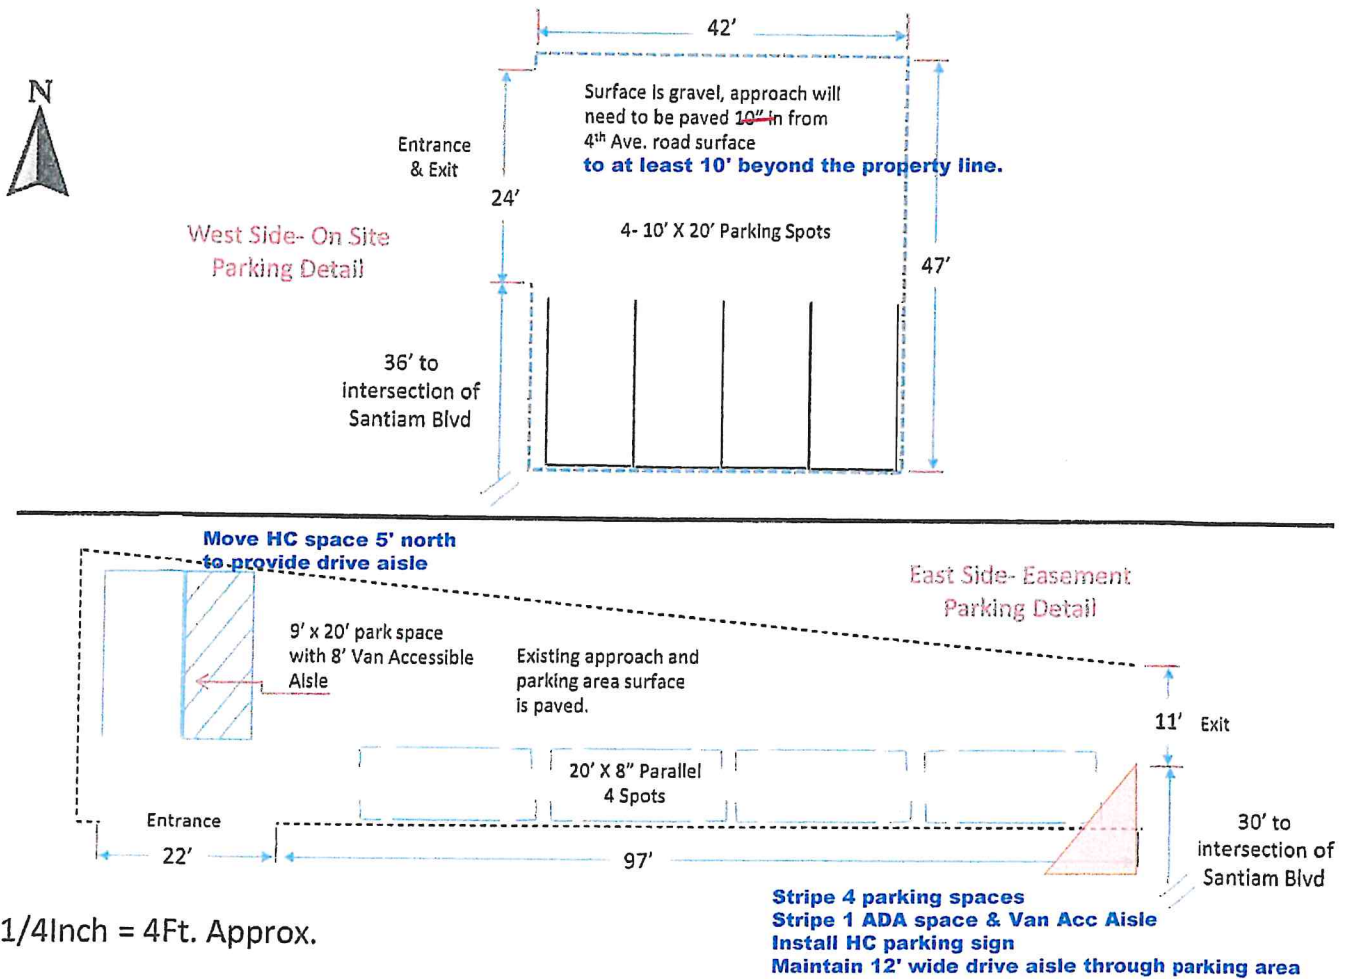 42'
N
Surface is gravel, approach will
need to be paved 10" in from
4th Ave. road surface
to at least 10' beyond the property line.
Entrance
& Exit
24'
West Side- On Site
Parking Detail
4- 10' X 20' Parking Spots
47'
36' to
intersection of
Santiam Blvd
Move HC space 5' north
to provide drive aisle
East Side- Easement
Parking Detail
9' x 20' park space
with 8' Van Accessible
Aisle
Existing approach and
parking area surface
is paved.
11' Exit
20' X 8" Parallel
4 Spots
Entrance
22'
97'
30' to
intersection of
Santiam Blvd
Stripe 4 parking spaces
Stripe 1 ADA space & Van Acc Aisle
Install HC parking sign
Maintain 12' wide drive aisle through parking area
1/4Inch = 4Ft. Approx.